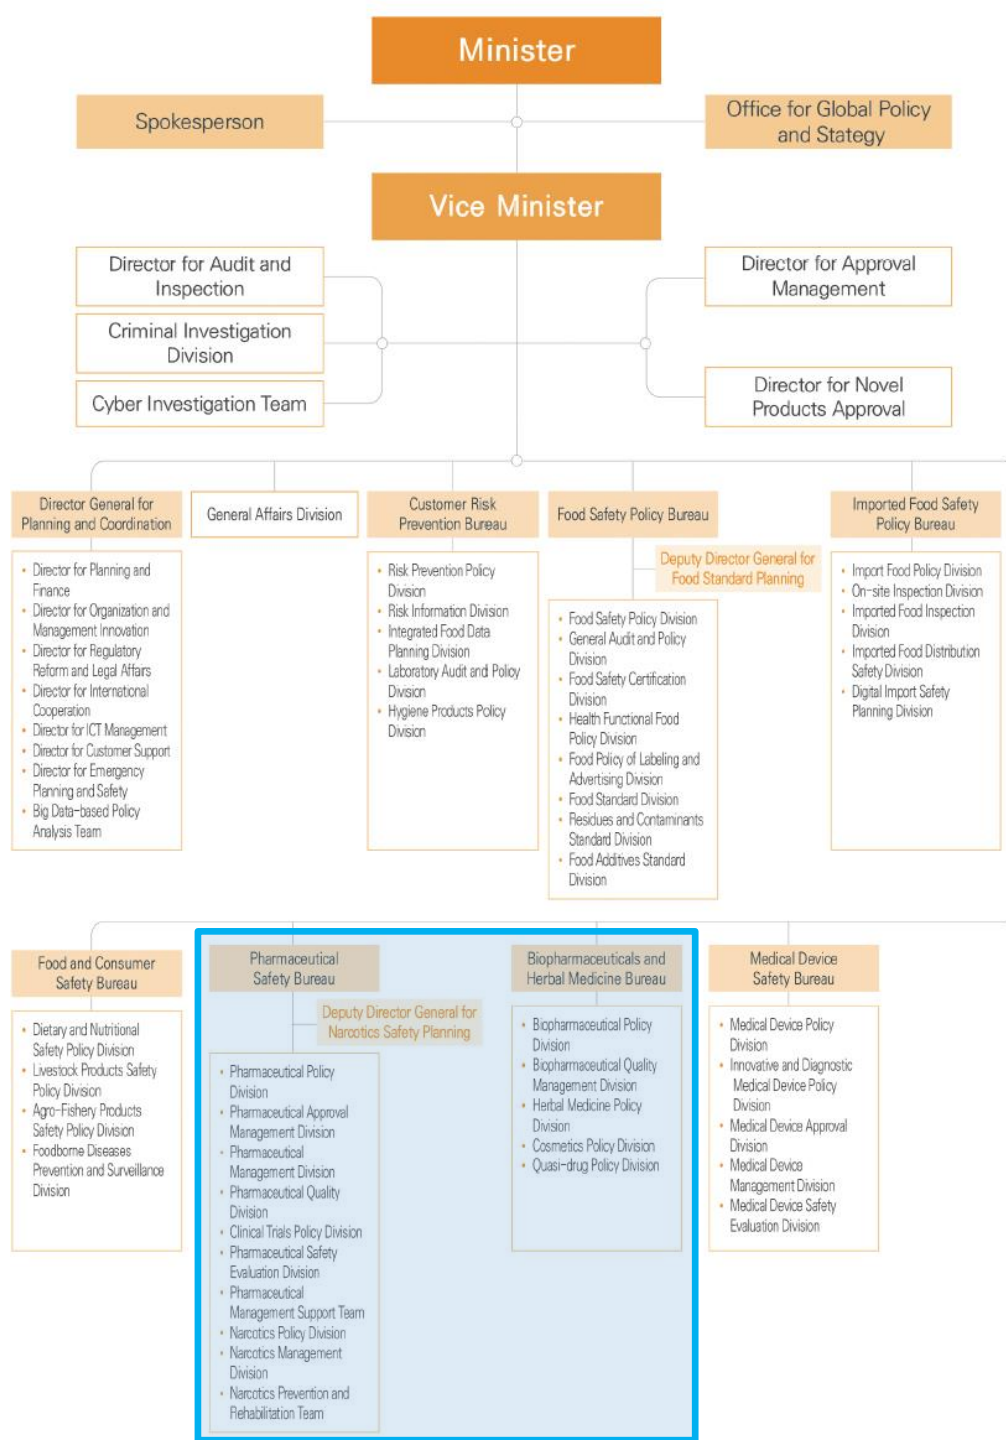 Minister
Spokesperson
Office for Global Policy
and Stategy
Vice Minister
Director for Audit and
Inspection
Criminal Investigation
Division
Cyber Investigation Team
Director for Approval
Management
Director for Novel
Products Approval
Director General for
Planning and Coordination
• Director for Planning and
Finance
• Director for Organization and
Management Innovation
• Director for Regulatory
Reform and Legal Affairs
• Director for International
Cooperation
• Director for ICT Management
• Director for Customer Support
• Director for Emergency
Planning and Safety
• Big Data-based Policy
Analysis Team
General Affairs Division
Customer Risk
Prevention Bureau
• Risk Prevention Policy
Division
• Risk Information Division
• Integrated Food Data
Planning Division
• Laboratory Audit and Policy
Division
• Hygiene Products Policy
Division
Food Safety Policy Bureau
Deputy Director General for
Food Standard Planning
• Food Safety Policy Division
• General Audit and Policy
Division
• Food Safety Certification
Division
• Health Functional Food
Policy Division
• Food Policy of Labeling and
Advertising Division
• Food Standard Division
• Residues and Contaminants
Standard Division
• Food Additives Standard
Division
Imported Food Safety
Policy Bureau
• Import Food Policy Division
• On-site Inspection Division
• Imported Food Inspection
Division
• Imported Food Distribution
Safety Division
• Digital Import Safety
Planning Division
Food and Consumer
Safety Bureau
• Dietary and Nutritional
Safety Policy Division
• Livestock Products Safety
Policy Division
• Agro-Fishery Products
Safety Policy Division
• Foodborne Diseases
Prevention and Surveillance
Division
Pharmaceutical
Safety Bureau
Deputy Director General for
Narcotics Safety Planning
• Pharmaceutical Policy
Division
• Pharmaceutical Approval
Management Division
• Pharmaceutical
Management Division
• Pharmaceutical Quality
Division
• Clinical Trials Policy Division
• Pharmaceutical Safety
Evaluation Division
• Pharmaceutical
Management Support Team
• Narcotics Policy Division
• Narcotics Management
Division
• Narcotics Prevention and
Rehabilitation Team
Biopharmaceuticals and
Herbal Medicine Bureau
• Biopharmaceutical Policy
Division
• Biopharmaceutical Quality
Management Division
• Herbal Medicine Policy
Division
• Cosmetics Policy Division
• Quasi-drug Policy Division
Medical Device
Safety Bureau
• Medical Device Policy
Division
• Innovative and Diagnostic
Medical Device Policy
Division
• Medical Device Approval
Division
• Medical Device
Management Division
• Medical Device Safety
Evaluation Division